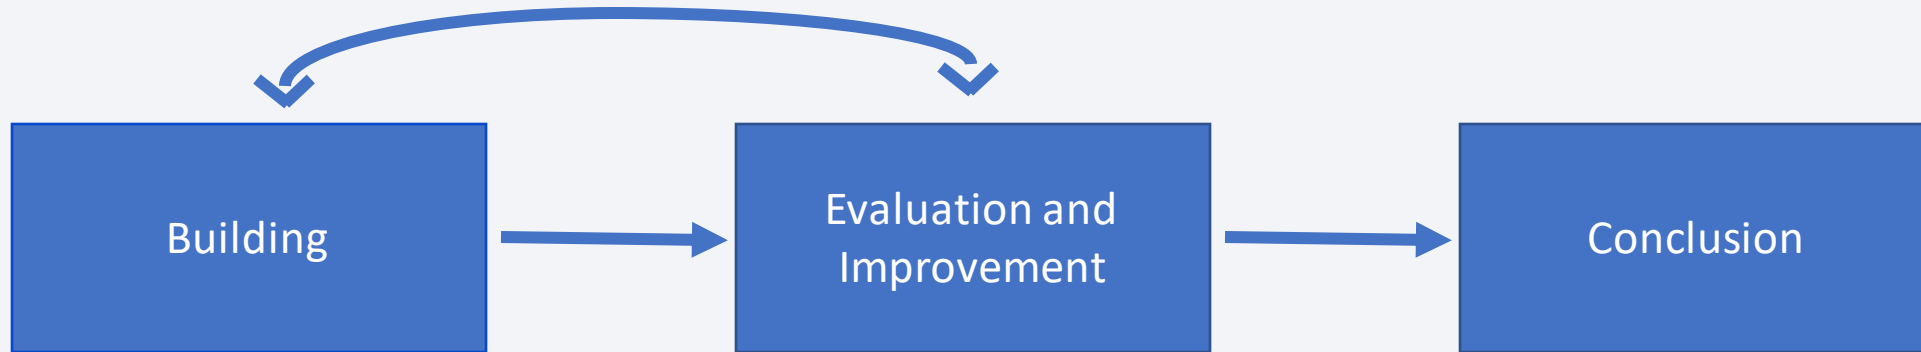 Building
Evaluation and
Improvement
Conclusion